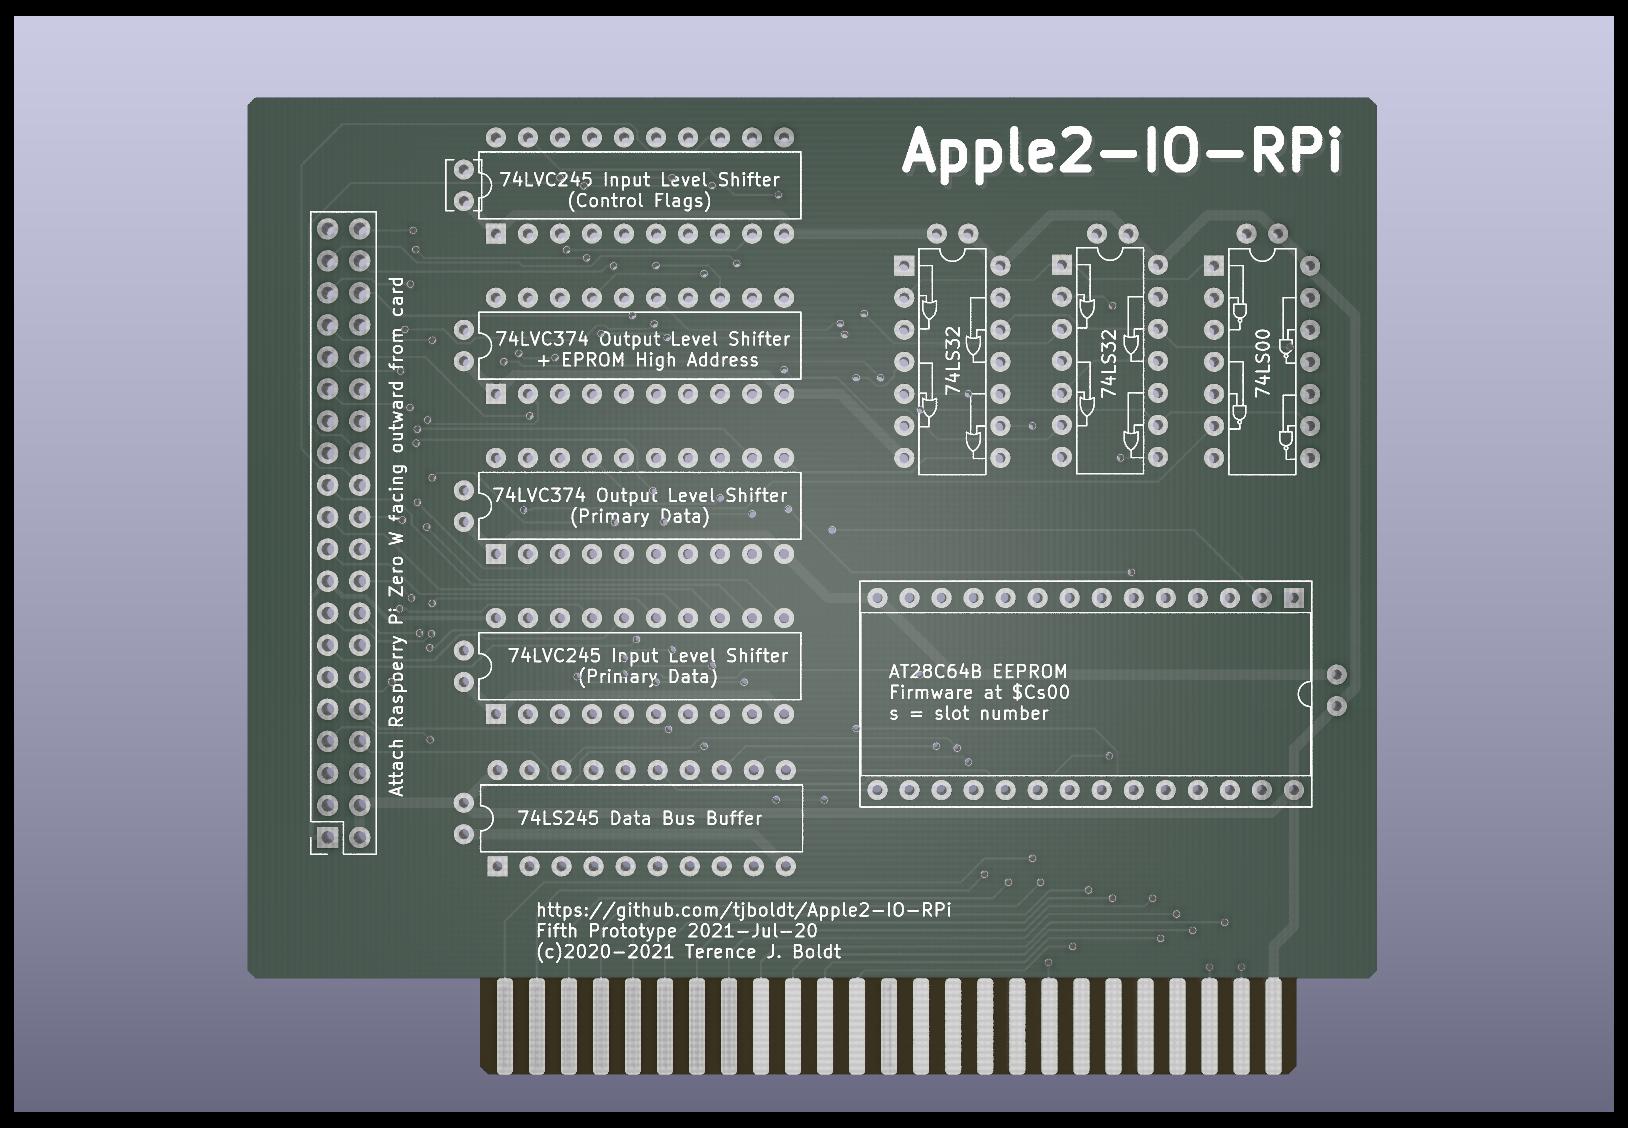 Apple2-IO-RPi
74LVC245 Input Level Shifter
(Control Flags)
74LVC374 Output Level Shifter
+ EPROM High Address
74LVC374 Output Level Shifter
(Primary Data)
74LVC245 Input Level Shifter
(Primary Data)
74LS245 Data Bus Buffer
Attach Raspberry Pi Zero W facing outward from card
74LS32
74LS32
74LS00
AT28C64B EEPROM
Firmware at $Cs00
s = slot number
https://github.com/tjboldt/Apple2-IO-RPi
Fifth Prototype 2021-Jul-20
(c)2020-2021 Terence J. Boldt